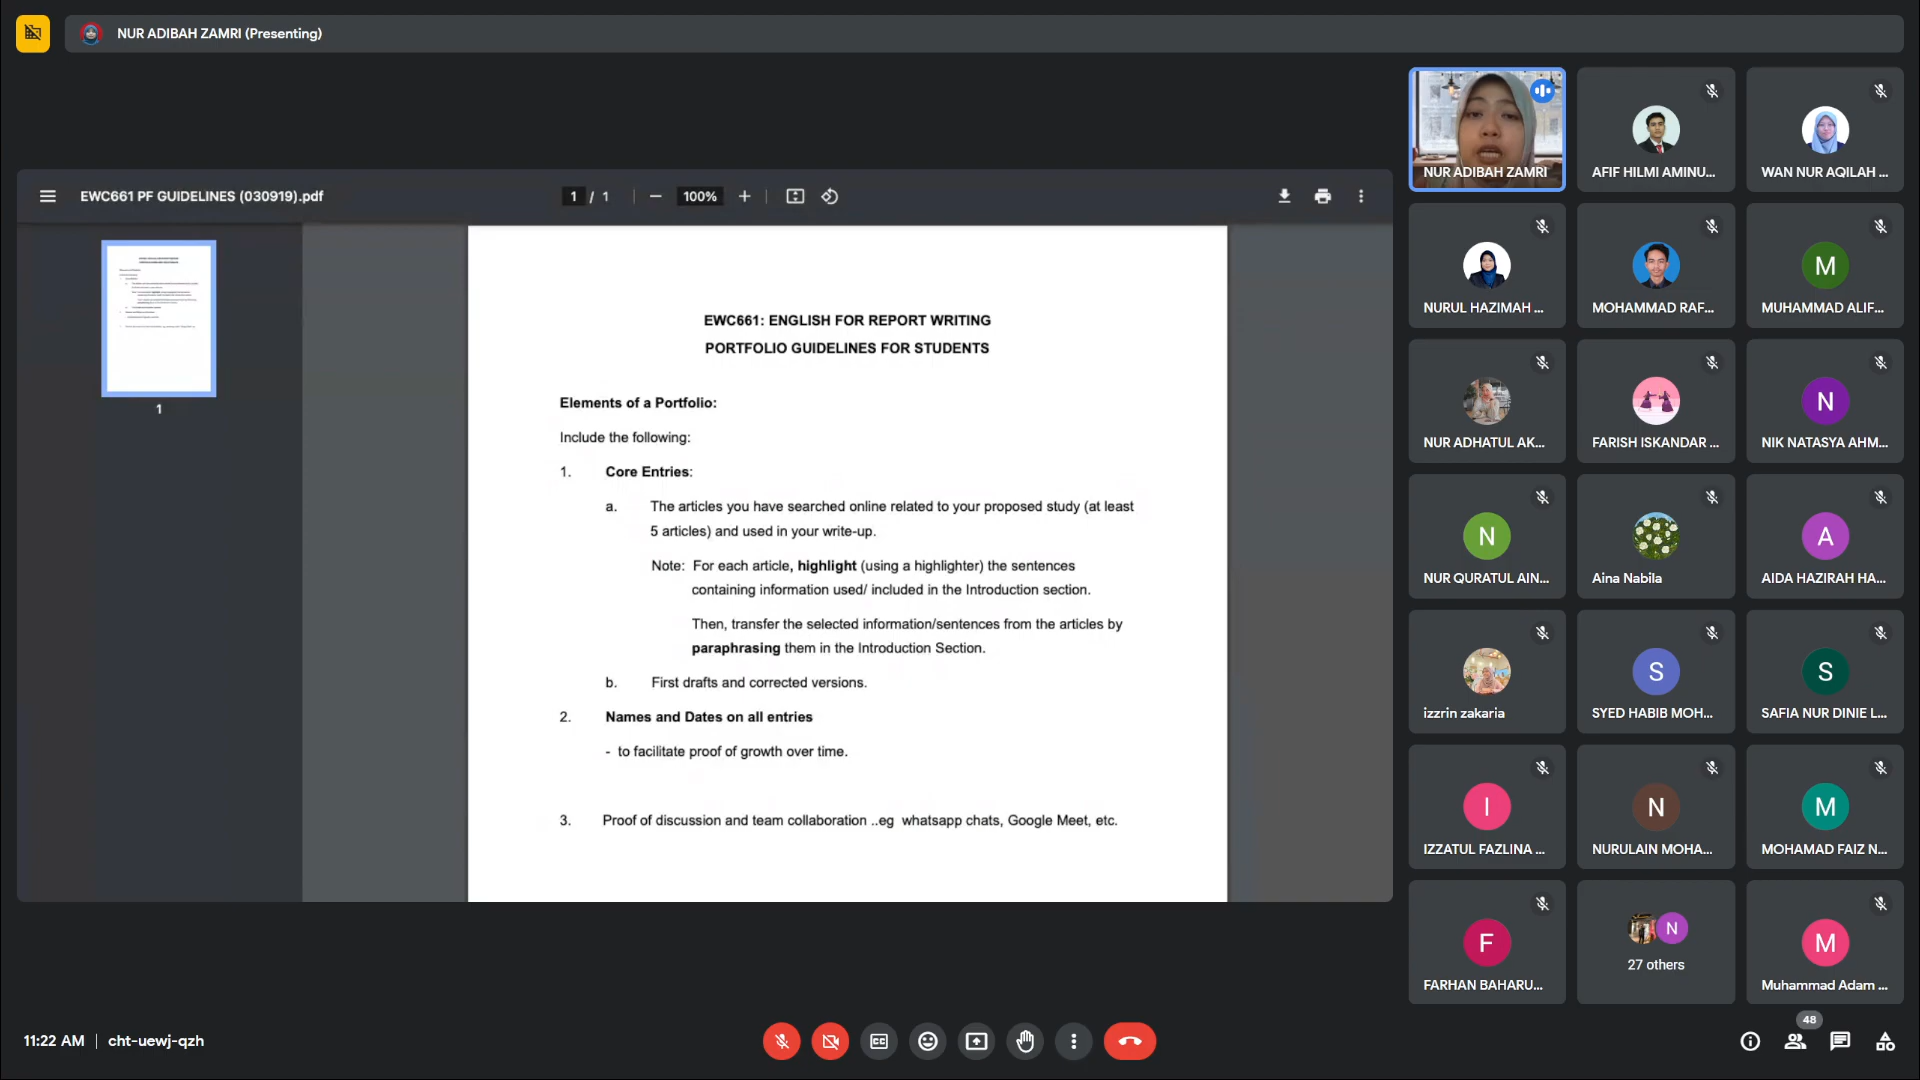 NUR ADIBAH ZAMRI (Presenting)
EWC661 PF GUIDELINES (030919).pdf
1 / 1
100%
1
EWC661: ENGLISH FOR REPORT WRITING
PORTFOLIO GUIDELINES FOR STUDENTS
Elements of a Portfolio:
Include the following:
1. Core Entries:
a. The articles you have searched online related to your proposed study (at least
5 articles) and used in your write-up.
Note: For each article, highlight (using a highlighter) the sentences
containing information used/ included in the Introduction section.
Then, transfer the selected information/sentences from the articles by
paraphrasing them in the Introduction Section.
b. First drafts and corrected versions.
2. Names and Dates on all entries
- to facilitate proof of growth over time.
3. Proof of discussion and team collaboration ..eg whatsapp chats, Google Meet, etc.
NUR ADIBAH ZAMRI
AFIF HILMI AMINU...
WAN NUR AQILAH ...
NURUL HAZIMAH ...
MOHAMMAD RAF...
M
MUHAMMAD ALIF...
NUR ADHATUL AK...
FARISH ISKANDAR ...
N
NIK NATASYA AHM...
N
NUR QURATUL AIN...
Aina Nabila
A
AIDA HAZIRAH HA...
izzrin zakaria
S
SYED HABIB MOH...
S
SAFIA NUR DINIE L...
I
IZZATUL FAZLINA ...
N
NURULAIN MOHA...
M
MOHAMAD FAIZ N...
F
FARHAN BAHARU...
N
27 others
M
Muhammad Adam ...
11:22 AM | cht-uewj-qzh
CC
48